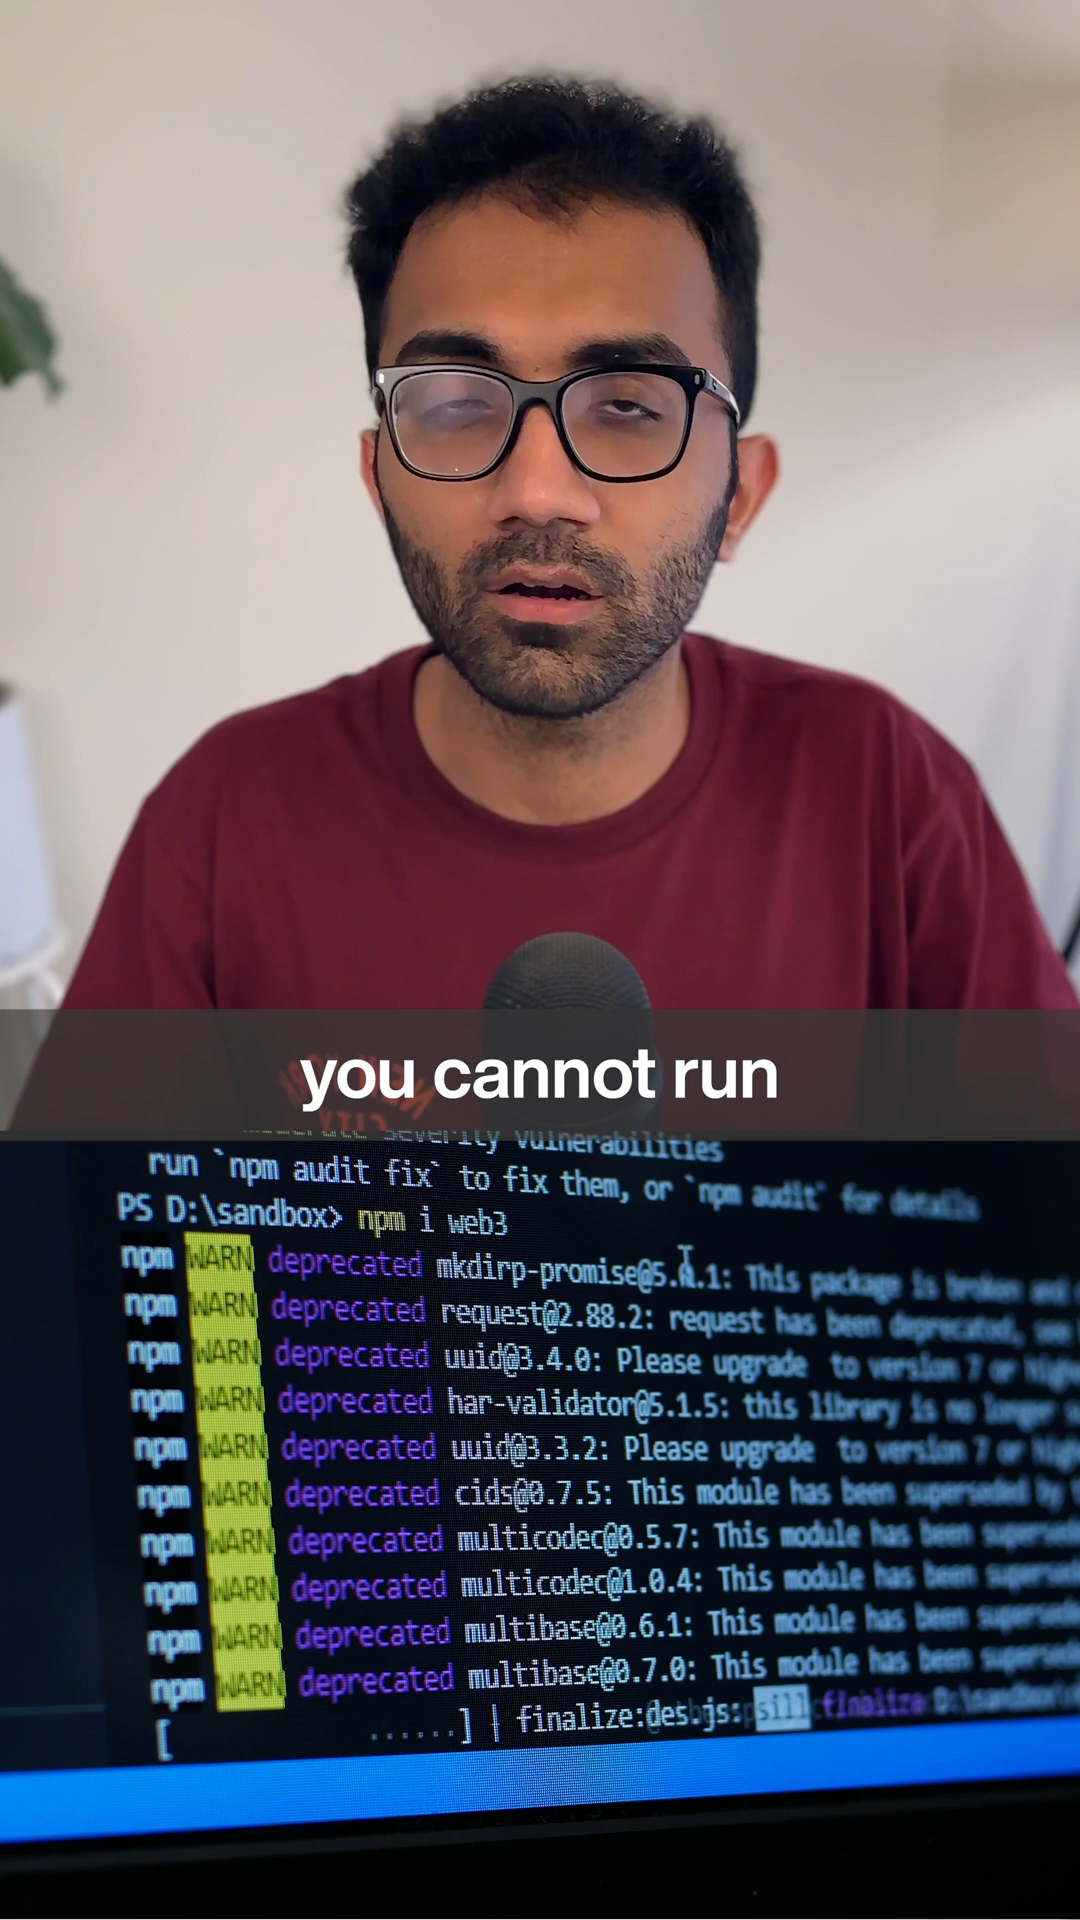 you cannot run
severity vulnerabilities
run `npm audit fix` to fix them, or `npm audit` for details
PS D:\sandbox> npm i web3
npm WARN deprecated mkdirp-promise@5. .1: This package is broken and
npm WARN deprecated request@2.88.2: request has been deprecated, see
npm WARN deprecated uuid@3.4.0: Please upgrade to version 7 or
npm WARN deprecated har-validator@5.1.5: this library is no longer
npm WARN deprecated uuid@3.3.2: Please upgrade to version 7 or
npm WARN deprecated cids@0.7.5: This module has been superseded by
npm WARN deprecated multicodec@0.5.7: This module has been
npm WARN deprecated multicodec@1.0.4: This module has been
npm WARN deprecated multibase@0.6.1: This module has been
npm WARN deprecated multibase@0.7.0: This module has been
[ ......] | finalize:des.js: sill finalize